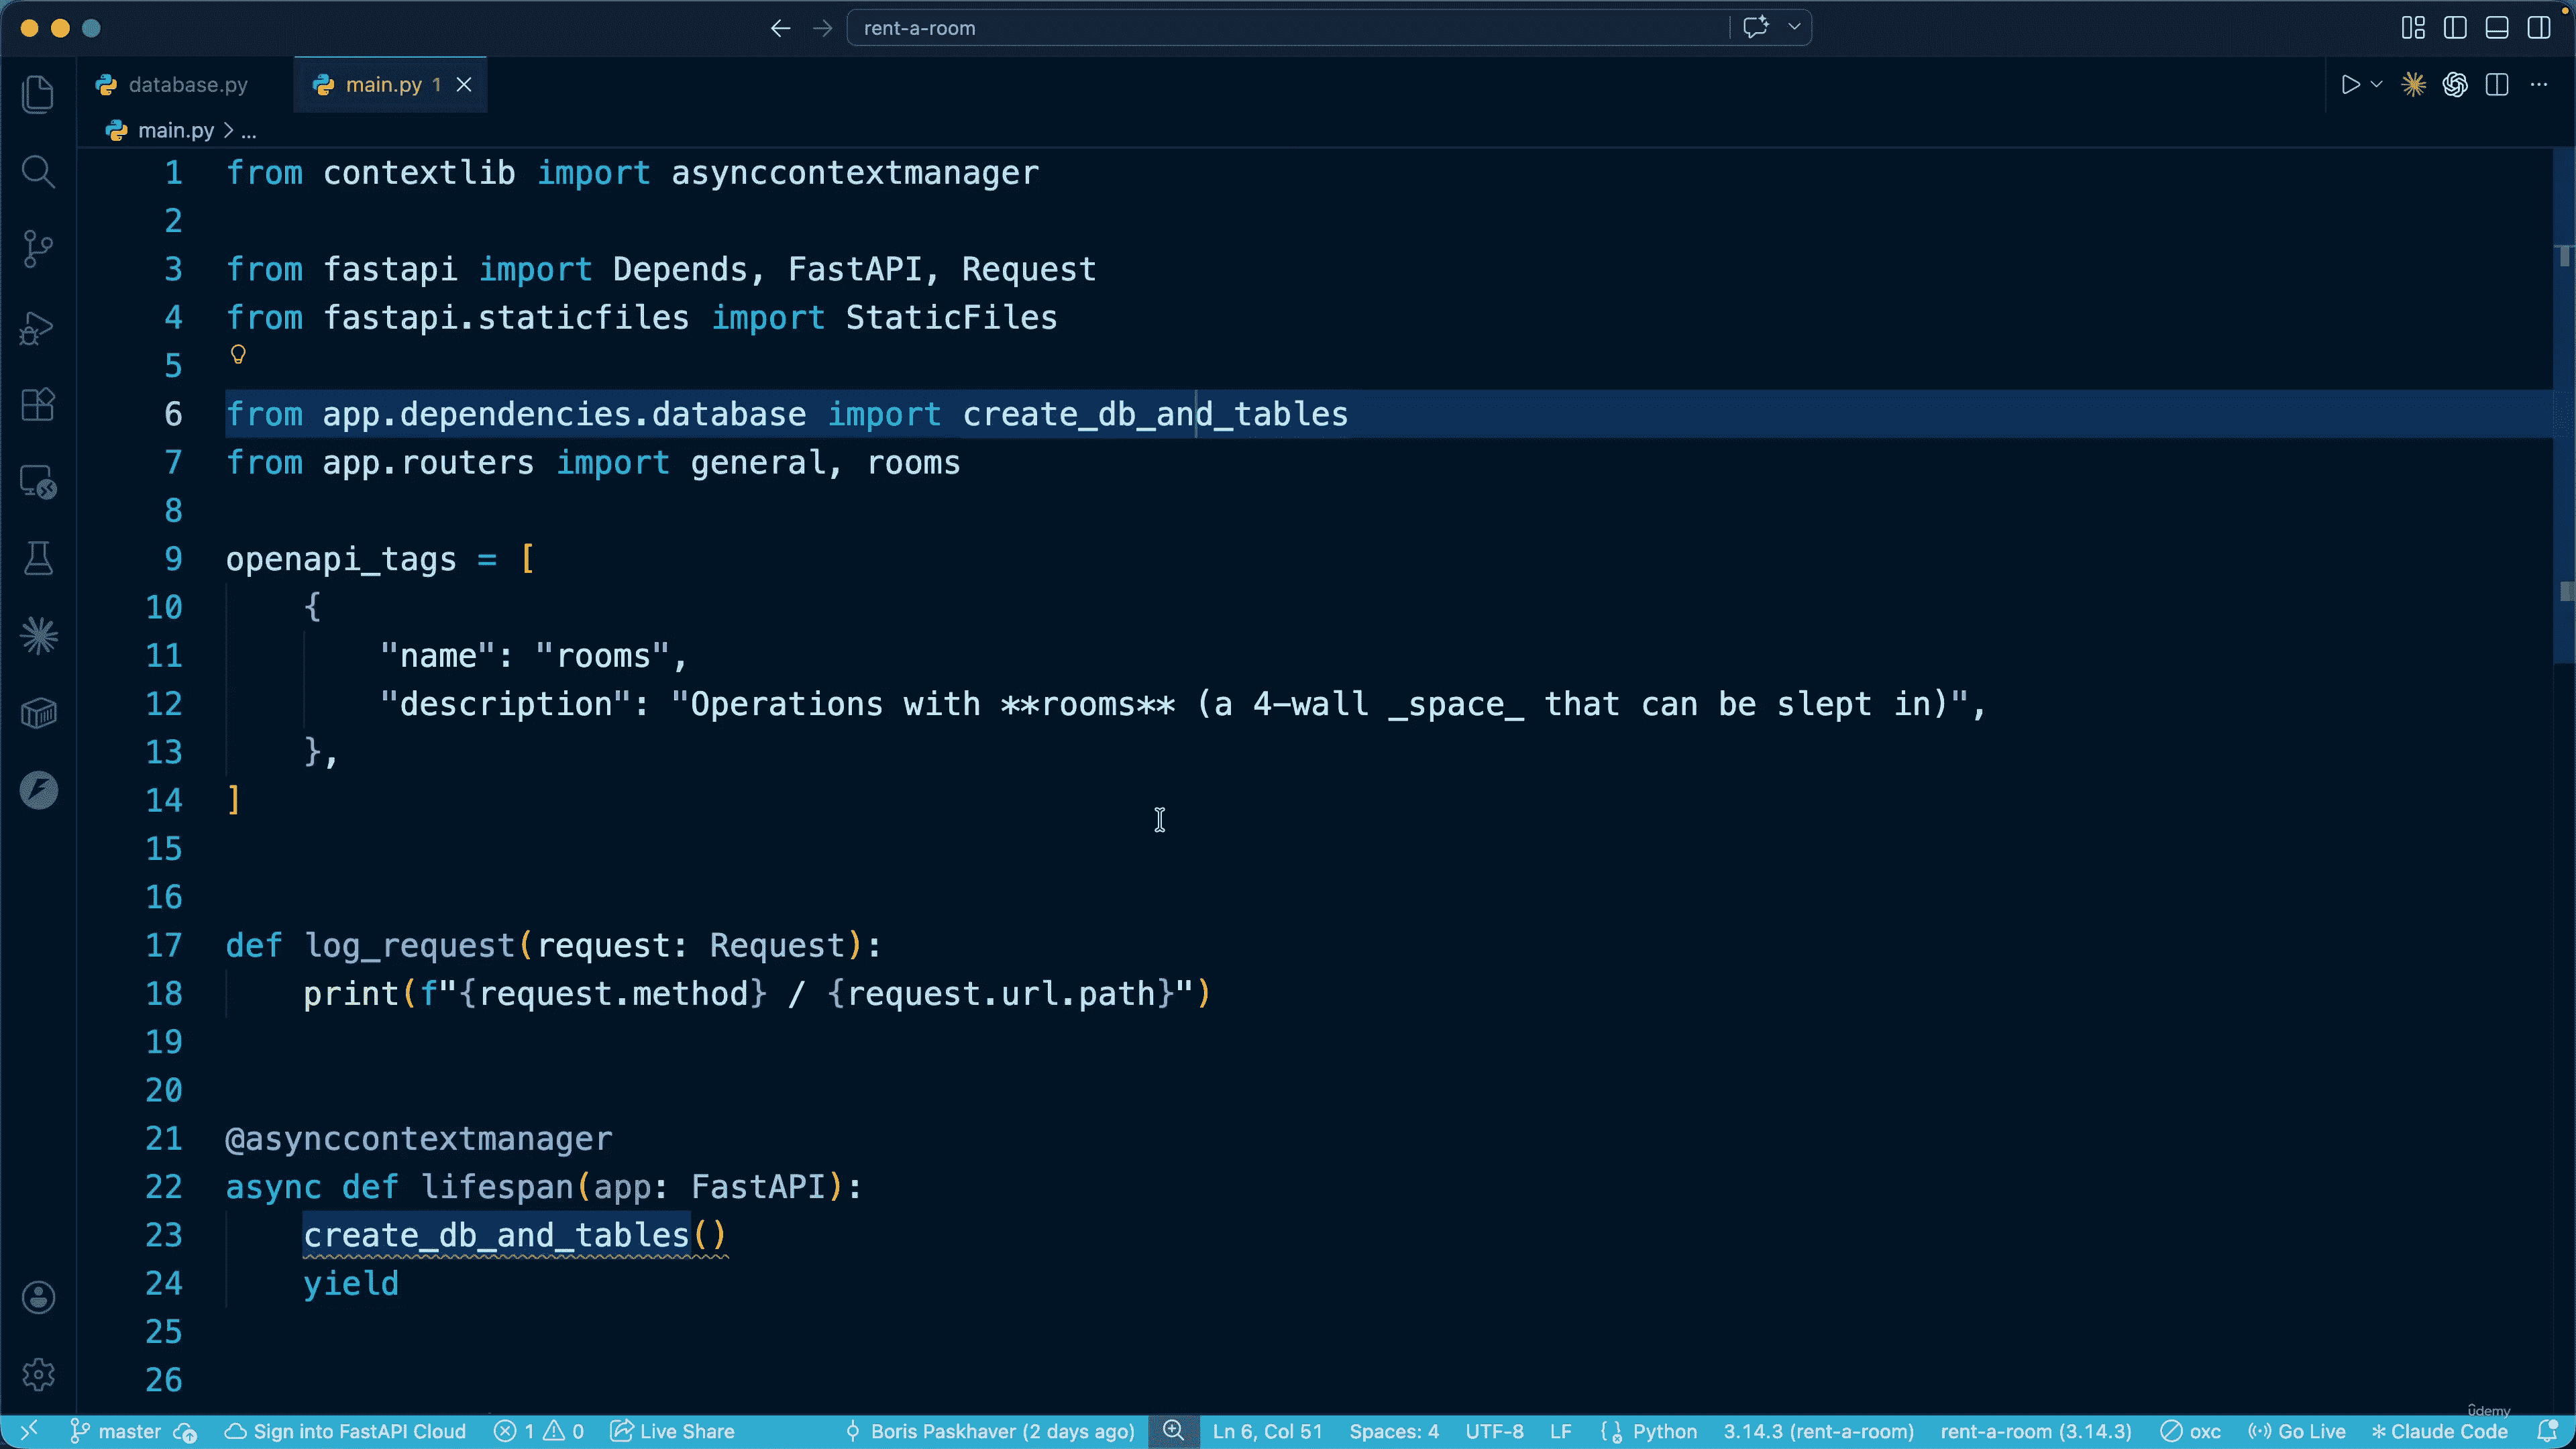 rent-a-room
database.py
main.py 1
main.py > ...
1 from contextlib import asynccontextmanager
2
3 from fastapi import Depends, FastAPI, Request
4 from fastapi.staticfiles import StaticFiles
5
6 from app.dependencies.database import create_db_and_tables
7 from app.routers import general, rooms
8
9 openapi_tags = [
10 {
11 "name": "rooms",
12 "description": "Operations with **rooms** (a 4-wall _space_ that can be slept in)",
13 },
14 ]
15
16
17 def log_request(request: Request):
18 print(f"{request.method} / {request.url.path}")
19
20
21 @asynccontextmanager
22 async def lifespan(app: FastAPI):
23 create_db_and_tables()
24 yield
25
26
udemy
master Sign into FastAPI Cloud 1 0 Live Share Boris Paskhaver (2 days ago) Ln 6, Col 51 Spaces: 4 UTF-8 LF Python 3.14.3 (rent-a-room) rent-a-room (3.14.3) oxc Go Live Claude Code